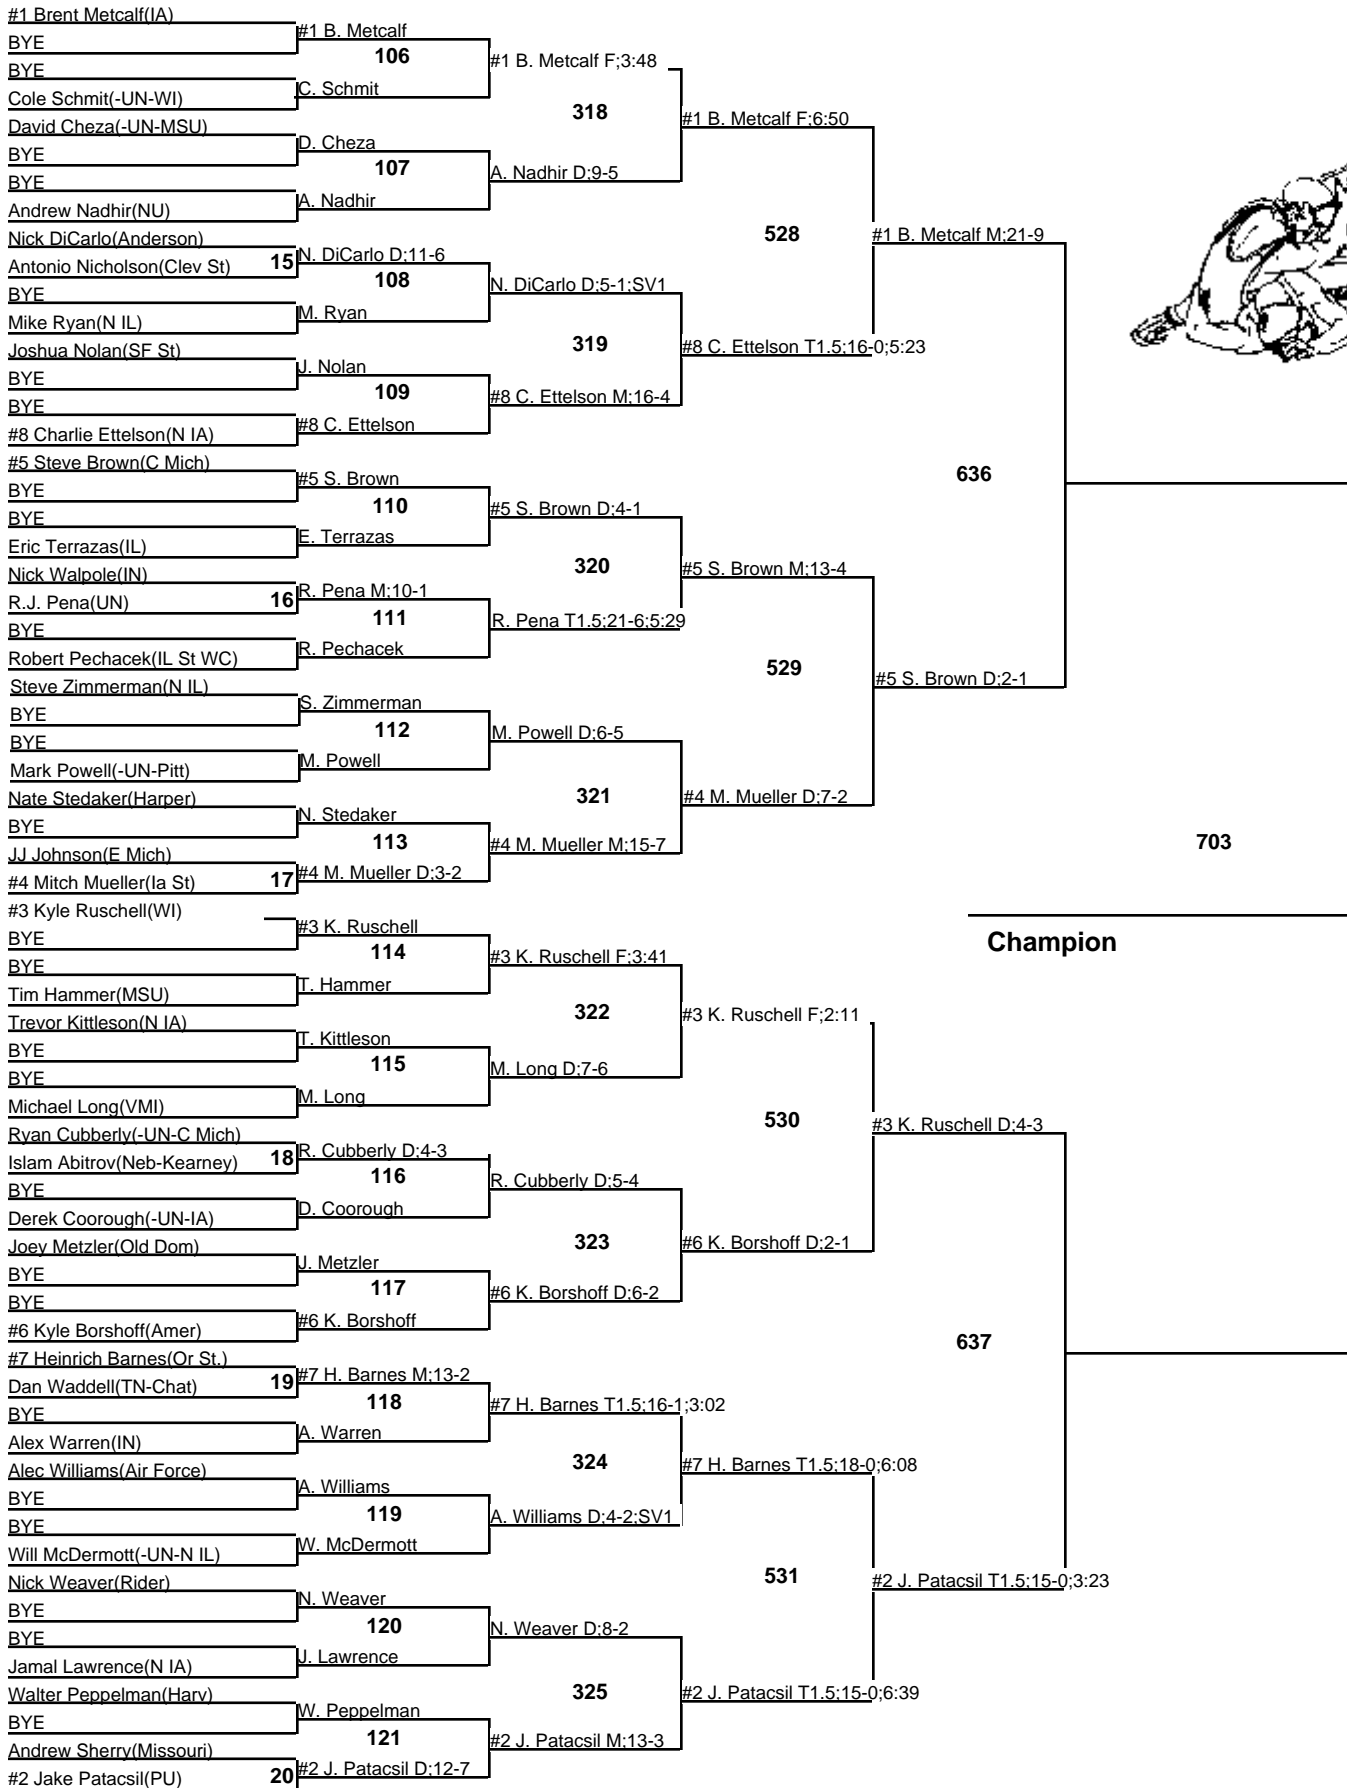 #1 Brent Metcalf(IA)
BYE
BYE
Cole Schmit(-UN-WI)
David Cheza(-UN-MSU)
BYE
BYE
Andrew Nadhir(NU)
Nick DiCarlo(Anderson)
Antonio Nicholson(Clev St) 15
BYE
Mike Ryan(N IL)
Joshua Nolan(SF St)
BYE
BYE
#8 Charlie Ettelson(N IA)
#5 Steve Brown(C Mich)
BYE
BYE
Eric Terrazas(IL)
Nick Walpole(IN)
R.J. Pena(UN) 16
BYE
Robert Pechacek(IL St WC)
Steve Zimmerman(N IL)
BYE
BYE
Mark Powell(-UN-Pitt)
Nate Stedaker(Harper)
BYE
JJ Johnson(E Mich)
#4 Mitch Mueller(Ia St) 17
#3 Kyle Ruschell(WI)
BYE
BYE
Tim Hammer(MSU)
Trevor Kittleson(N IA)
BYE
BYE
Michael Long(VMI)
Ryan Cubberly(-UN-C Mich)
Islam Abitrov(Neb-Kearney) 18
BYE
Derek Coorough(-UN-IA)
Joey Metzler(Old Dom)
BYE
BYE
#6 Kyle Borshoff(Amer)
#7 Heinrich Barnes(Or St.)
Dan Waddell(TN-Chat) 19
BYE
Alex Warren(IN)
Alec Williams(Air Force)
BYE
BYE
Will McDermott(-UN-N IL)
Nick Weaver(Rider)
BYE
BYE
Jamal Lawrence(N IA)
Walter Peppelman(Harv)
BYE
Andrew Sherry(Missouri)
#2 Jake Patacsil(PU) 20
#1 B. Metcalf
106
C. Schmit
D. Cheza
107
A. Nadhir
N. DiCarlo D;11-6
108
M. Ryan
J. Nolan
109
#8 C. Ettelson
#5 S. Brown
110
E. Terrazas
R. Pena M;10-1
111
R. Pechacek
S. Zimmerman
112
M. Powell
N. Stedaker
113
#4 M. Mueller D;3-2
#3 K. Ruschell
114
T. Hammer
T. Kittleson
115
M. Long
R. Cubberly D;4-3
116
D. Coorough
J. Metzler
117
#6 K. Borshoff
#7 H. Barnes M;13-2
118
A. Warren
A. Williams
119
W. McDermott
N. Weaver
120
J. Lawrence
W. Peppelman
121
#2 J. Patacsil D;12-7
#1 B. Metcalf F;3:48
318
A. Nadhir D;9-5
N. DiCarlo D;5-1;SV1
319
#8 C. Ettelson M;16-4
#5 S. Brown D;4-1
320
R. Pena T1.5;21-6;5:29
M. Powell D;6-5
321
#4 M. Mueller M;15-7
#3 K. Ruschell F;3:41
322
M. Long D;7-6
R. Cubberly D;5-4
323
#6 K. Borshoff D;6-2
#7 H. Barnes T1.5;16-1;3:02
324
A. Williams D;4-2;SV1
N. Weaver D;8-2
325
#2 J. Patacsil M;13-3
#1 B. Metcalf F;6:50
528
#8 C. Ettelson T1.5;16-0;5:23
#5 S. Brown M;13-4
529
#4 M. Mueller D;7-2
#3 K. Ruschell F;2:11
530
#6 K. Borshoff D;2-1
#7 H. Barnes T1.5;18-0;6:08
531
#2 J. Patacsil T1.5;15-0;6:39
#1 B. Metcalf M;21-9
636
#5 S. Brown D;2-1
#3 K. Ruschell D;4-3
637
#2 J. Patacsil T1.5;15-0;3:23
703
Champion